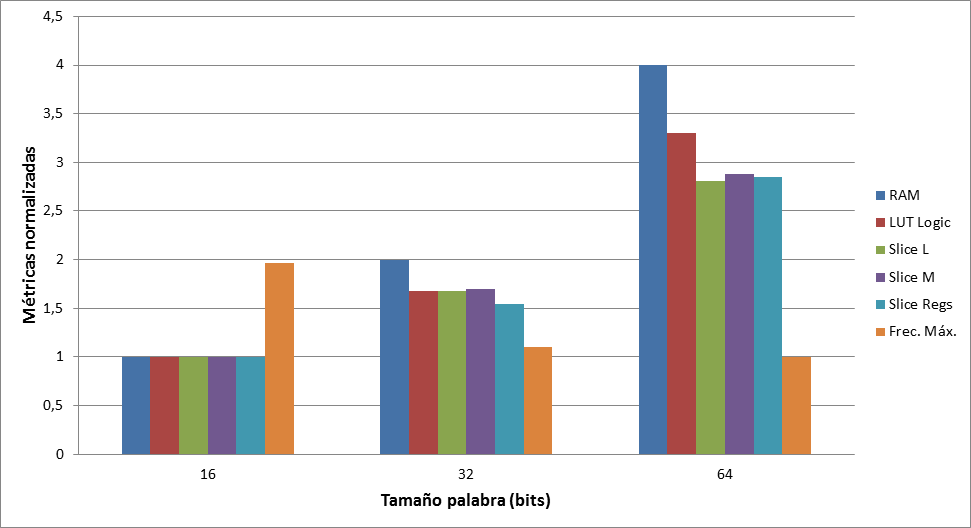 4,5
4
3,5
3
2,5
2
1,5
1
0,5
0
Métricas normalizadas
16
32
64
Tamaño palabra (bits)
RAM
LUT Logic
Slice L
Slice M
Slice Regs
Frec. Máx.